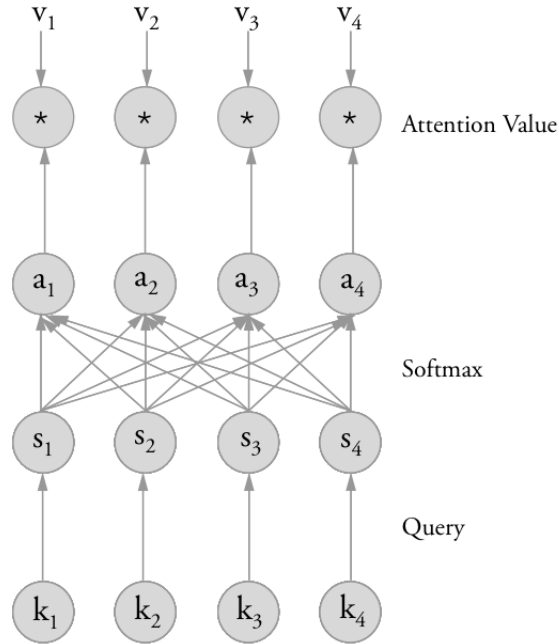 v1 v2 v3 v4
* * * * Attention Value
a1 a2 a3 a4
Softmax
s1 s2 s3 s4
Query
k1 k2 k3 k4